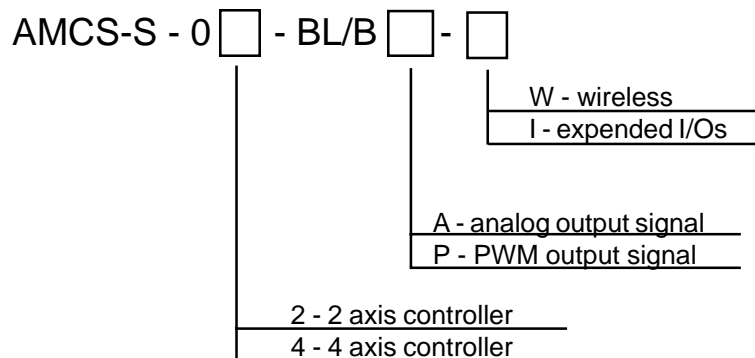 AMCS-S - 0 - BL/B -
W - wireless
I - expended I/Os
A - analog output signal
P - PWM output signal
2 - 2 axis controller
4 - 4 axis controller